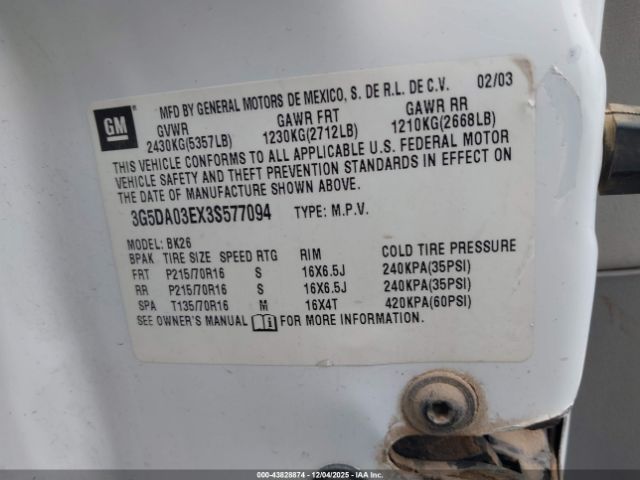 GM
MFD BY GENERAL MOTORS DE MEXICO, S. DE R.L. DE C.V. 02/03
GVWR GAWR FRT GAWR RR
2430KG(5357LB) 1230KG(2712LB) 1210KG(2668LB)
THIS VEHICLE CONFORMS TO ALL APPLICABLE U.S. FEDERAL MOTOR
VEHICLE SAFETY AND THEFT PREVENTION STANDARDS IN EFFECT ON
THE DATE OF MANUFACTURE SHOWN ABOVE.
3G5DA03EX3S577094 TYPE: M.P.V.
MODEL: BK26
BPAK TIRE SIZE SPEED RTG RIM COLD TIRE PRESSURE
FRT P215/70R16 S 16X6.5J 240KPA(35PSI)
RR P215/70R16 S 16X6.5J 240KPA(35PSI)
SPA T135/70R16 M 16X4T 420KPA(60PSI)
SEE OWNER'S MANUAL FOR MORE INFORMATION.
000-43828874 | 12/04/2025 - IAAI.com